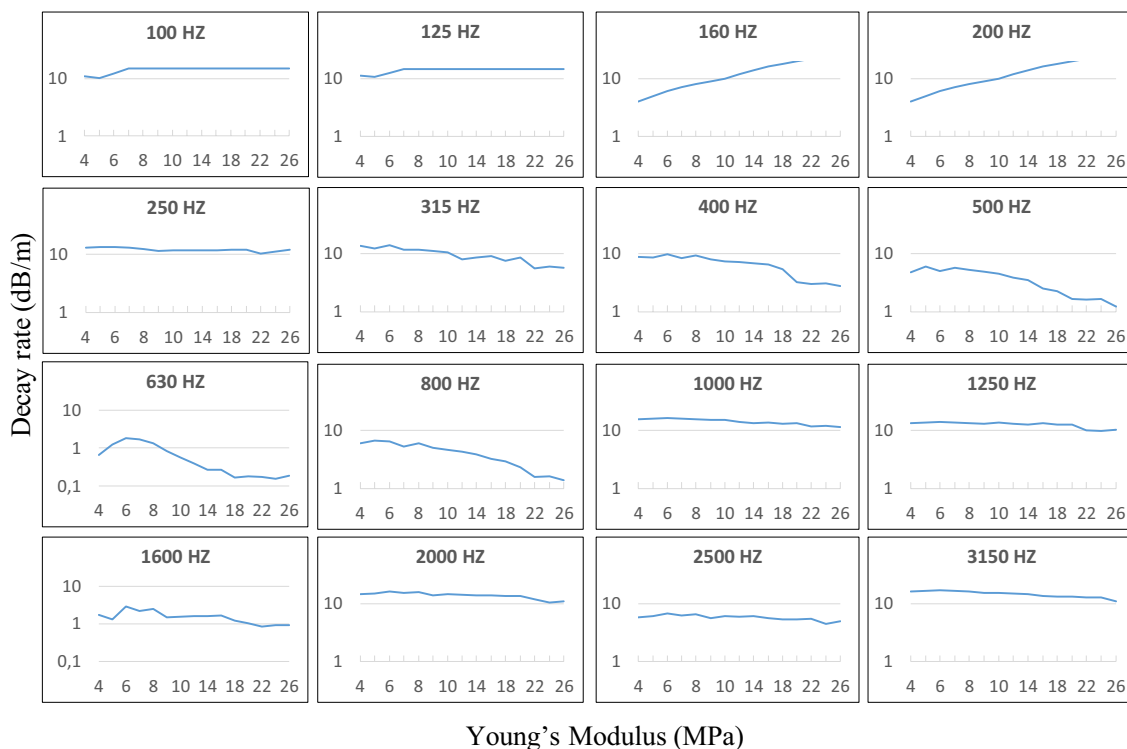 100 HZ
10
1
4 6 8 10 14 18 22 26
125 HZ
10
1
4 6 8 10 14 18 22 26
160 HZ
10
1
4 6 8 10 14 18 22 26
200 HZ
10
1
4 6 8 10 14 18 22 26
250 HZ
10
1
4 6 8 10 14 18 22 26
315 HZ
10
1
4 6 8 10 14 18 22 26
400 HZ
10
1
4 6 8 10 14 18 22 26
500 HZ
10
1
4 6 8 10 14 18 22 26
Decay rate (dB/m)
630 HZ
10
1
0,1
4 6 8 10 14 18 22 26
800 HZ
10
1
4 6 8 10 14 18 22 26
1000 HZ
10
1
4 6 8 10 14 18 22 26
1250 HZ
10
1
4 6 8 10 14 18 22 26
1600 HZ
10
1
0,1
4 6 8 10 14 18 22 26
2000 HZ
10
1
4 6 8 10 14 18 22 26
2500 HZ
10
1
4 6 8 10 14 18 22 26
3150 HZ
10
1
4 6 8 10 14 18 22 26
Young's Modulus (MPa)